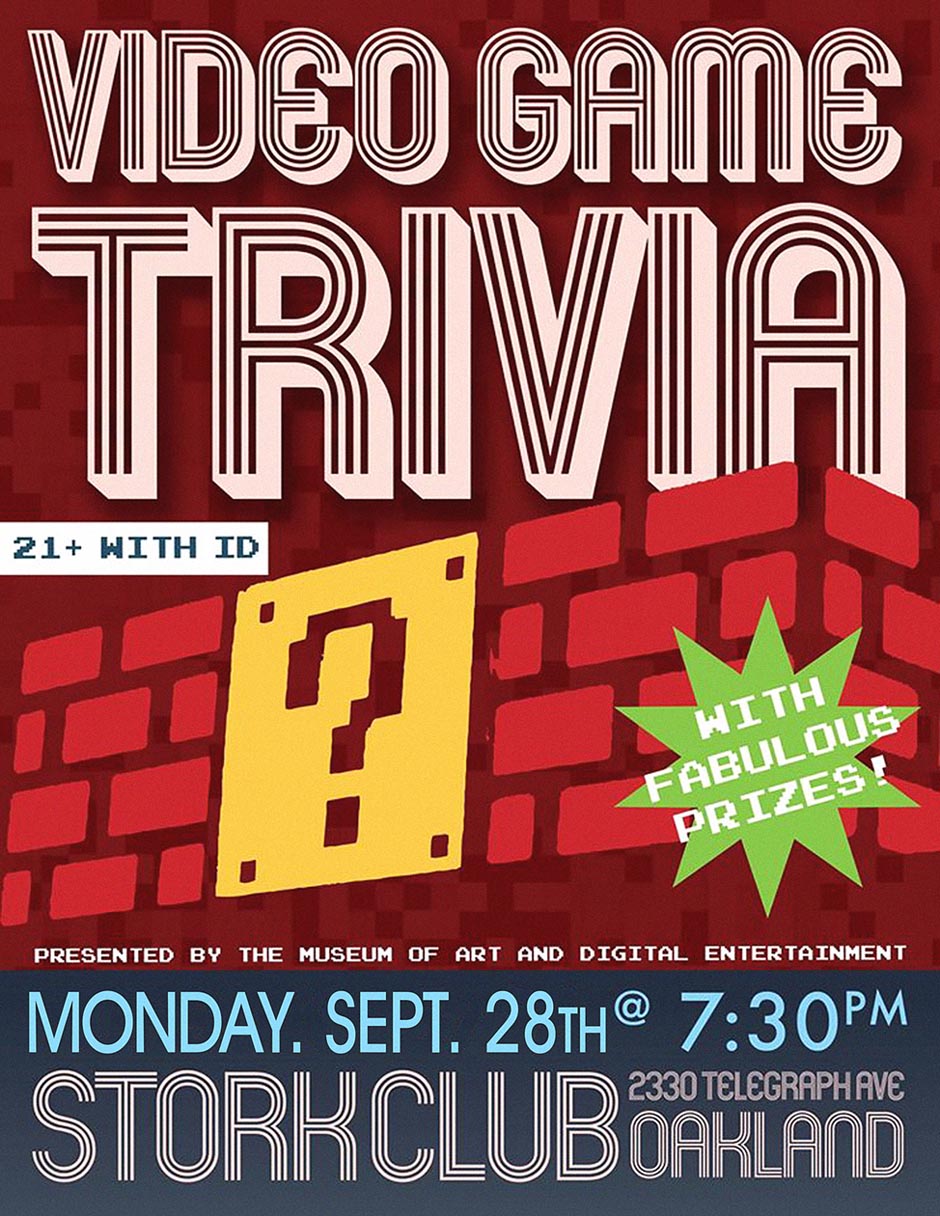 VIDEO GAME
TRIVIA
21+ WITH ID
?
WITH
FABULOUS
PRIZES!
PRESENTED BY THE MUSEUM OF ART AND DIGITAL ENTERTAINMENT
MONDAY. SEPT. 28TH @ 7:30PM
STORK CLUB
2330 TELEGRAPH AVE
OAKLAND